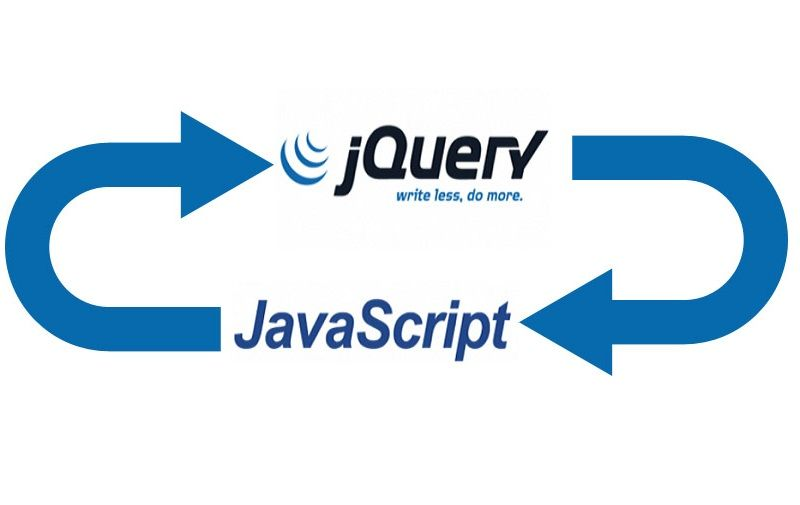 jQuery
write less, do more.
JavaScript